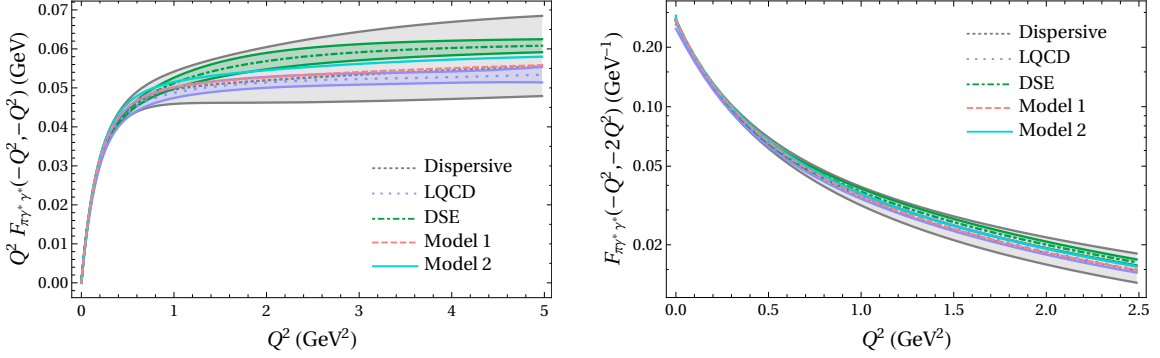 Q² F_{πγ* γ*}(-Q², -Q²) (GeV)
0.07
0.06
0.05
0.04
0.03
0.02
0.01
0.00
0 1 2 3 4 5
Q² (GeV²)
Dispersive
LQCD
DSE
Model 1
Model 2
F_{πγ* γ*}(-Q², -2Q²) (GeV⁻¹)
0.20
0.10
0.05
0.02
0.0 0.5 1.0 1.5 2.0 2.5
Q² (GeV²)
Dispersive
LQCD
DSE
Model 1
Model 2